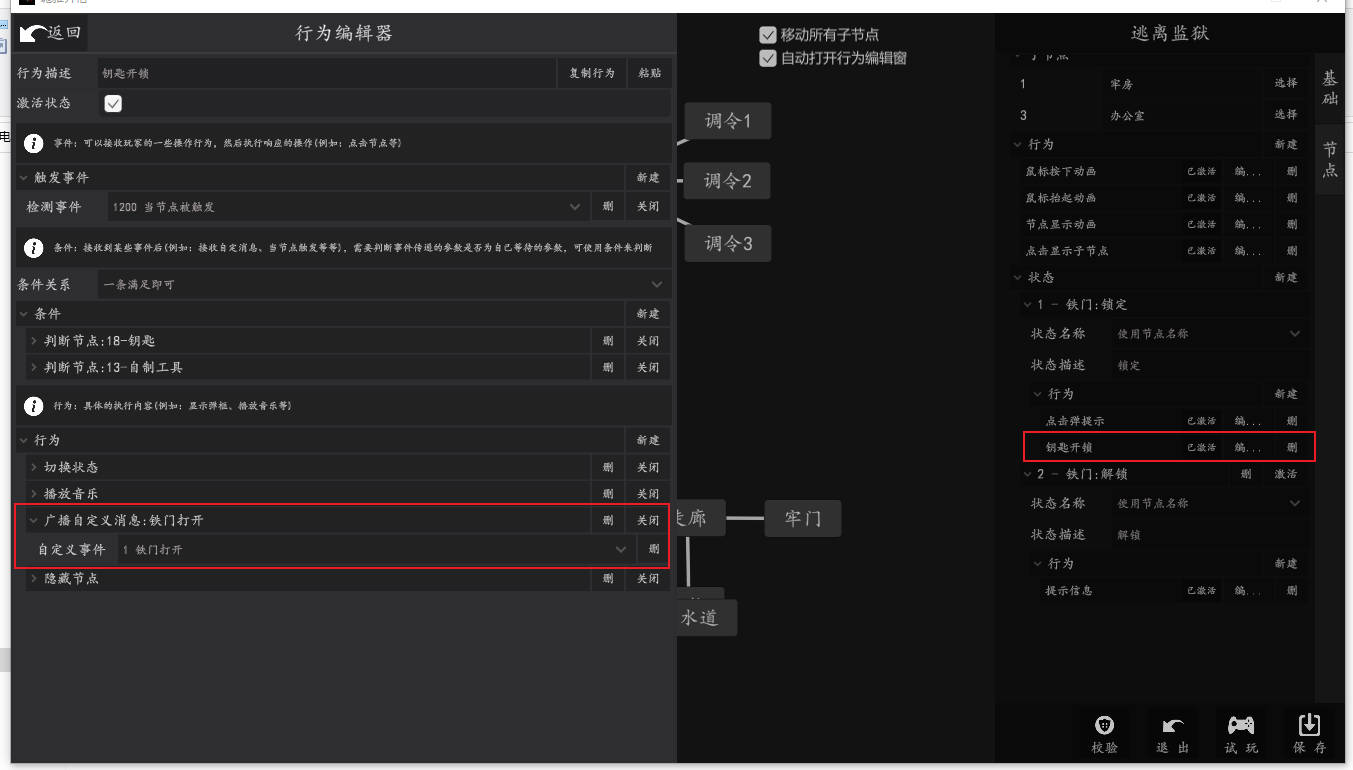 返回
行为编辑器
行为描述 钥匙开锁 复制行为 粘贴
激活状态
事件: 可以接收玩家的一些操作行为, 然后执行响应的操作(例如: 点击节点等)
触发事件 新建
检测事件 1200 当节点被触发 删 关闭
条件: 接收到某些事件后(例如: 接收自定消息、当节点触发等等), 需要判断事件传递的参数是否为自己等待的参数, 可使用条件来判断
条件关系 一条满足即可
条件 新建
判断节点:18-钥匙 删 关闭
判断节点:13-自制工具 删 关闭
行为: 具体的执行内容(例如: 显示弹框、播放音乐等)
行为 新建
切换状态 删 关闭
播放音乐 删 关闭
广播自定义消息:铁门打开 删 关闭
自定义事件 1 铁门打开 删
隐藏节点 删 关闭
移动所有子节点
自动打开行为编辑窗
调令1
调令2
调令3
走廊 牢门
水道
逃离监狱
子节点
1 牢房 选择
3 办公室 选择
行为 新建
鼠标按下动画 已激活 编... 删
鼠标抬起动画 已激活 编... 删
节点显示动画 已激活 编... 删
点击显示子节点 已激活 编... 删
状态 新建
1 - 铁门:锁定
状态名称 使用节点名称
状态描述 锁定
行为 新建
点击弹提示 已激活 编... 删
钥匙开锁 已激活 编... 删
2 - 铁门:解锁 删 激活
状态名称 使用节点名称
状态描述 解锁
行为 新建
提示信息 已激活 编... 删
基础
节点
校验 退出 试玩 保存